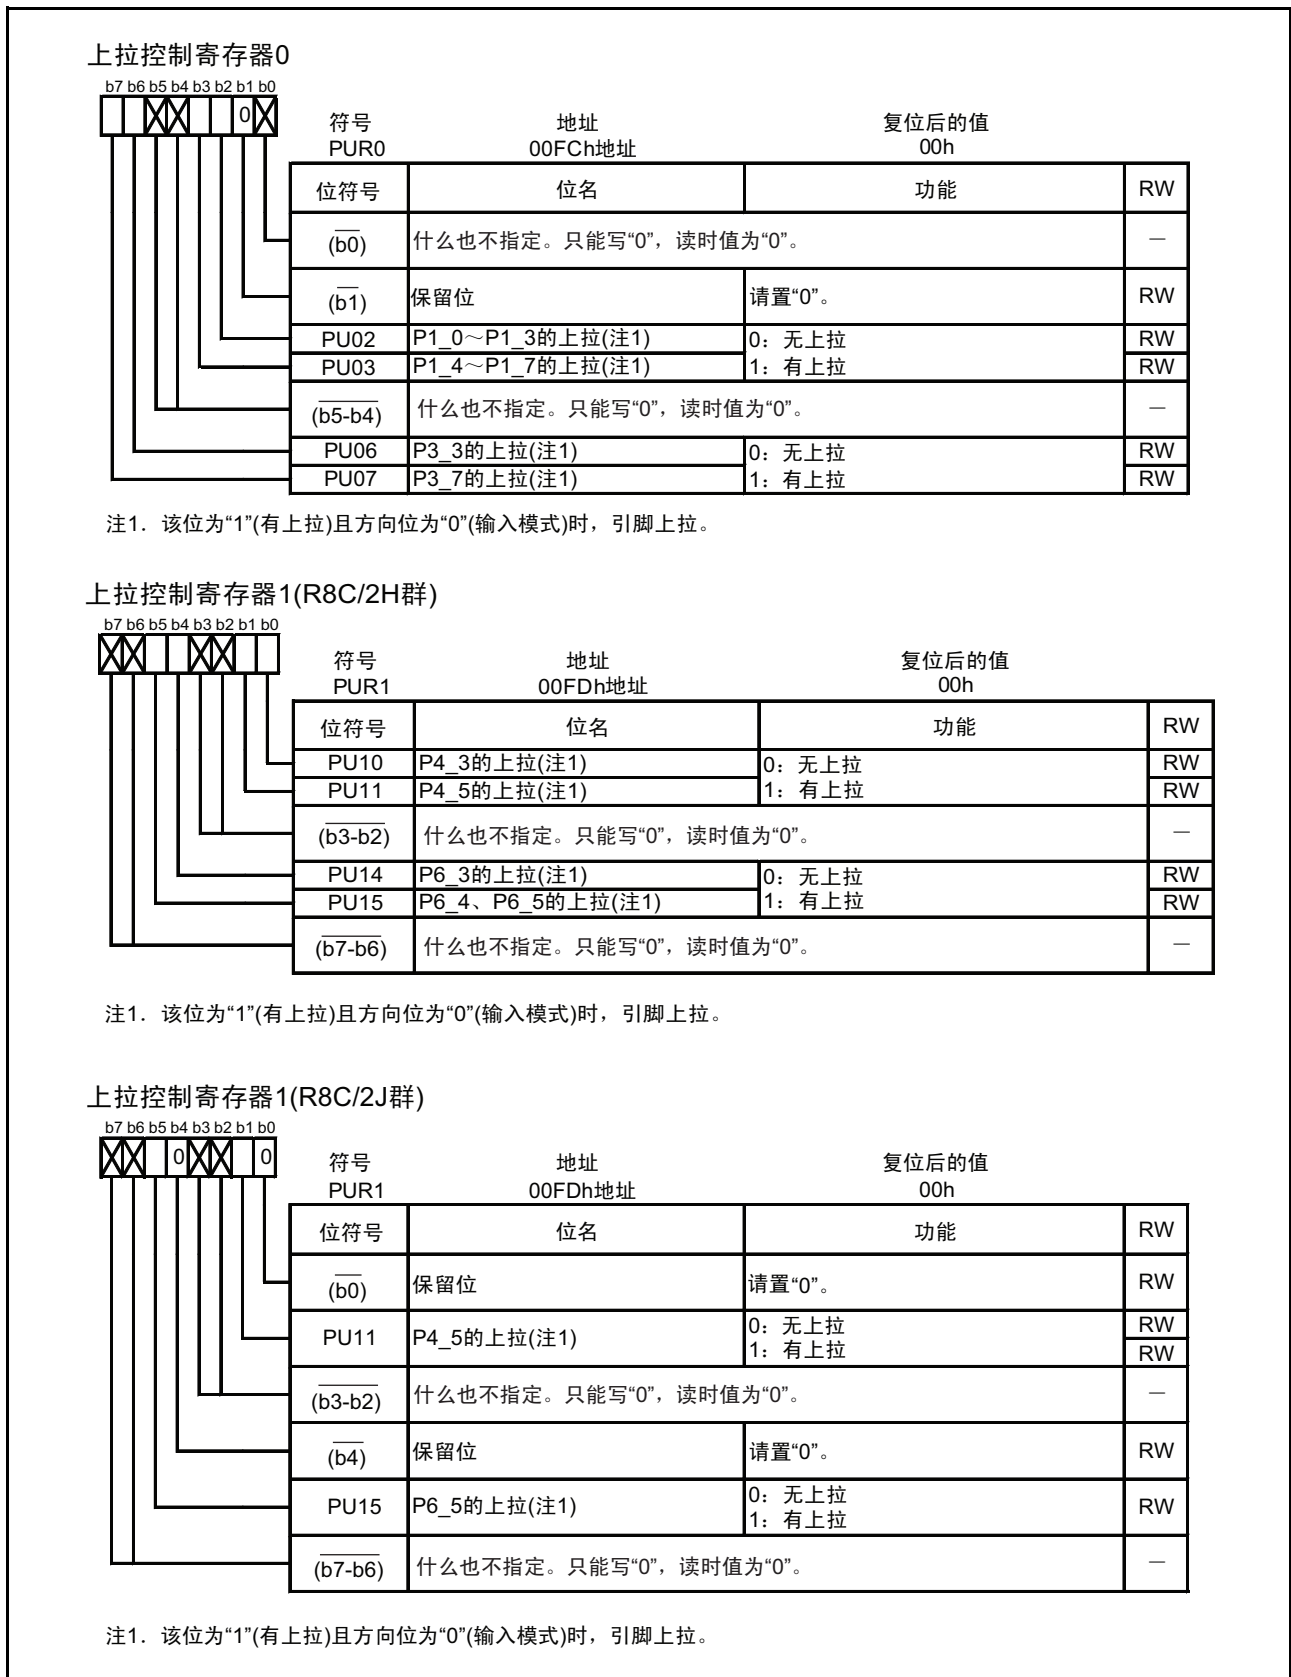 上拉控制寄存器0
b7 b6 b5 b4 b3 b2 b1 b0
0
符号 地址 复位后的值
PUR0 00FCh地址 00h
位符号 位名 功能 RW
(b0) 什么也不指定。只能写“0”，读时值为“0”。 －
(b1) 保留位 请置“0”。 RW
PU02 P1_0～P1_3的上拉(注1) 0：无上拉 RW
PU03 P1_4～P1_7的上拉(注1) 1：有上拉 RW
(b5-b4) 什么也不指定。只能写“0”，读时值为“0”。 －
PU06 P3_3的上拉(注1) 0：无上拉 RW
PU07 P3_7的上拉(注1) 1：有上拉 RW
注1. 该位为“1”(有上拉)且方向位为“0”(输入模式)时，引脚上拉。
上拉控制寄存器1(R8C/2H群)
b7 b6 b5 b4 b3 b2 b1 b0
符号 地址 复位后的值
PUR1 00FDh地址 00h
位符号 位名 功能 RW
PU10 P4_3的上拉(注1) 0：无上拉 RW
PU11 P4_5的上拉(注1) 1：有上拉 RW
(b3-b2) 什么也不指定。只能写“0”，读时值为“0”。 －
PU14 P6_3的上拉(注1) 0：无上拉 RW
PU15 P6_4、P6_5的上拉(注1) 1：有上拉 RW
(b7-b6) 什么也不指定。只能写“0”，读时值为“0”。 －
注1. 该位为“1”(有上拉)且方向位为“0”(输入模式)时，引脚上拉。
上拉控制寄存器1(R8C/2J群)
b7 b6 b5 b4 b3 b2 b1 b0
0 0
符号 地址 复位后的值
PUR1 00FDh地址 00h
位符号 位名 功能 RW
(b0) 保留位 请置“0”。 RW
PU11 P4_5的上拉(注1) 0：无上拉 RW
1：有上拉 RW
(b3-b2) 什么也不指定。只能写“0”，读时值为“0”。 －
(b4) 保留位 请置“0”。 RW
PU15 P6_5的上拉(注1) 0：无上拉 RW
1：有上拉
(b7-b6) 什么也不指定。只能写“0”，读时值为“0”。 －
注1. 该位为“1”(有上拉)且方向位为“0”(输入模式)时，引脚上拉。